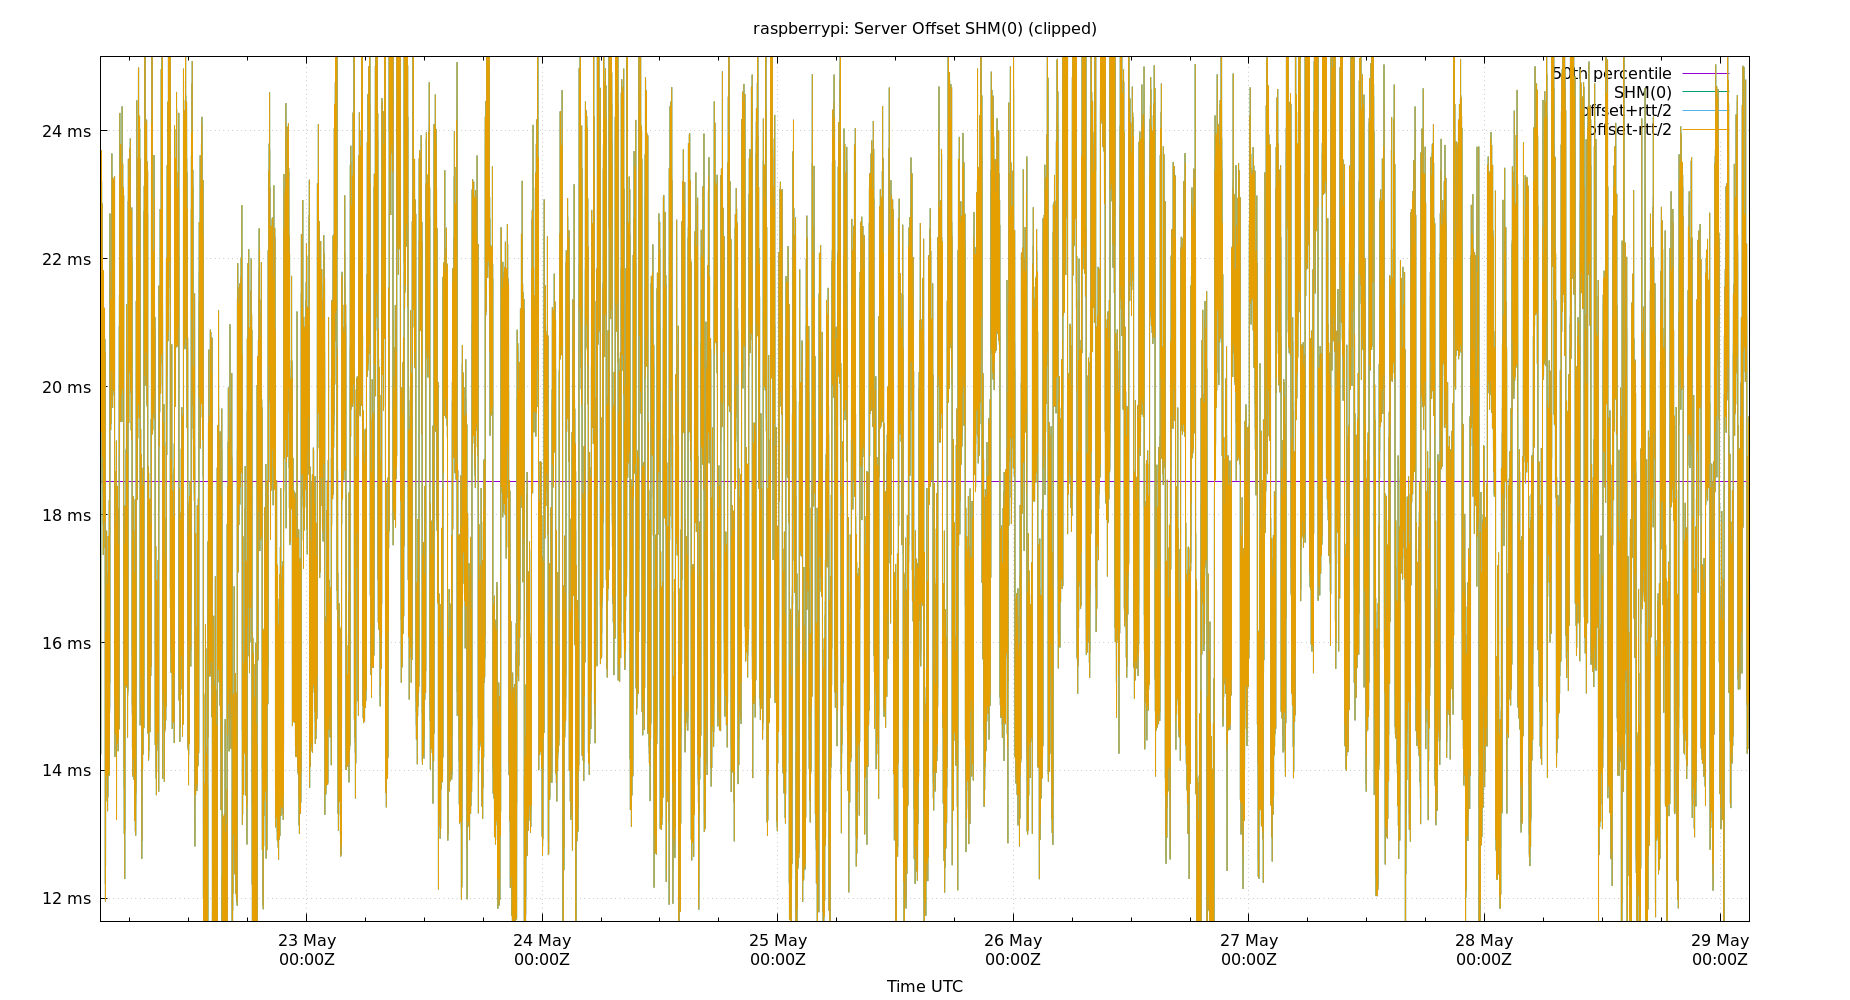 raspberrypi: Server Offset SHM(0) (clipped)
50th percentile
SHM(0)
offset+rtt/2
offset-rtt/2
24 ms
22 ms
20 ms
18 ms
16 ms
14 ms
12 ms
23 May
00:00Z
24 May
00:00Z
25 May
00:00Z
26 May
00:00Z
27 May
00:00Z
28 May
00:00Z
29 May
00:00Z
Time UTC